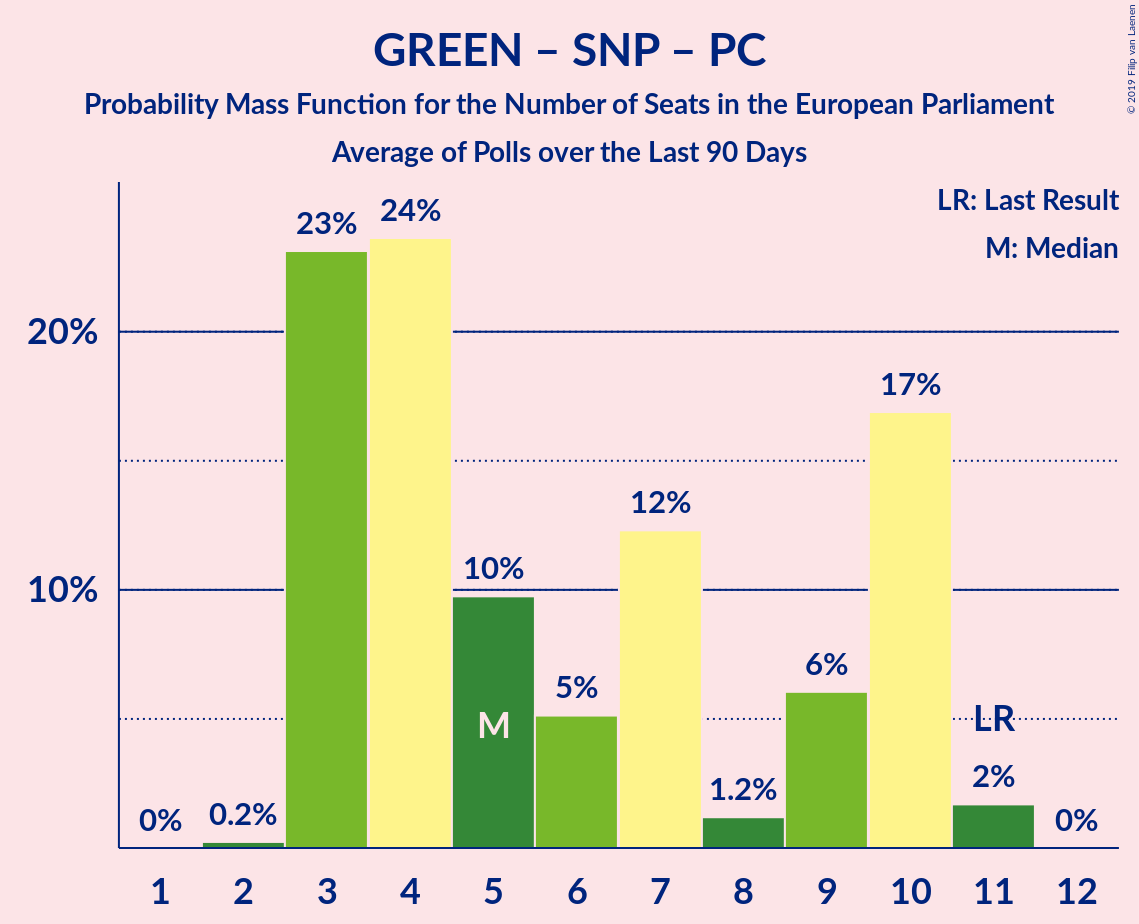 GREEN – SNP – PC
Probability Mass Function for the Number of Seats in the European Parliament
Average of Polls over the Last 90 Days
© 2019 Filip van Laenen
LR: Last Result
M: Median
20%
10%
0%
0.2%
23%
24%
10%
5%
12%
1.2%
6%
17%
2%
0%
M
LR
1 2 3 4 5 6 7 8 9 10 11 12